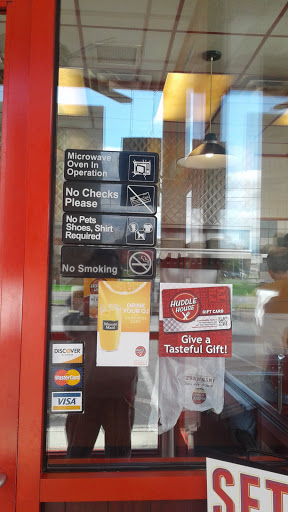 Microwave
Oven In
Operation
No Checks
Please
No Pets
Shoes, Shirt
Required
No Smoking
DRINK
YOUR O.J.
Minute
Maid
HUDDLE
HOUSE
GIFT CARD
Give a
Tasteful Gift!
DISCOVER
MasterCard
VISA
SET